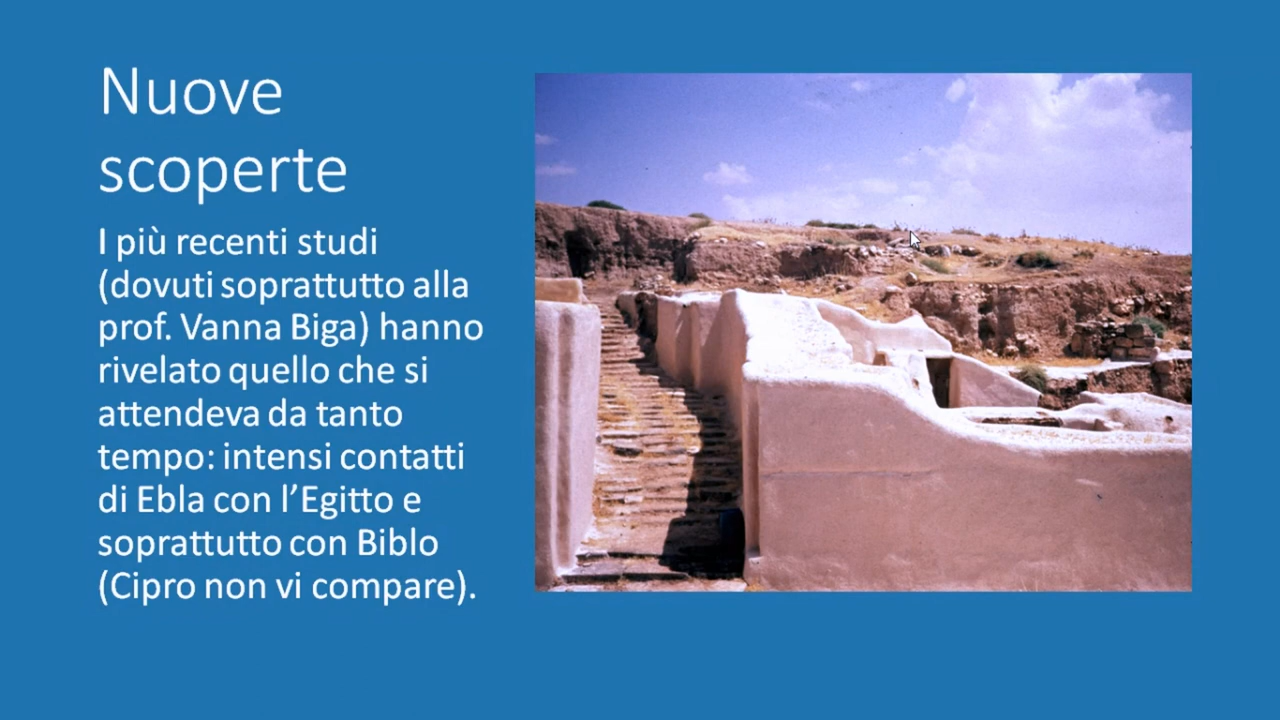 Nuove
scoperte
I più recenti studi
(dovuti soprattutto alla
prof. Vanna Biga) hanno
rivelato quello che si
attendeva da tanto
tempo: intensi contatti
di Ebla con l’Egitto e
soprattutto con Biblo
(Cipro non vi compare).